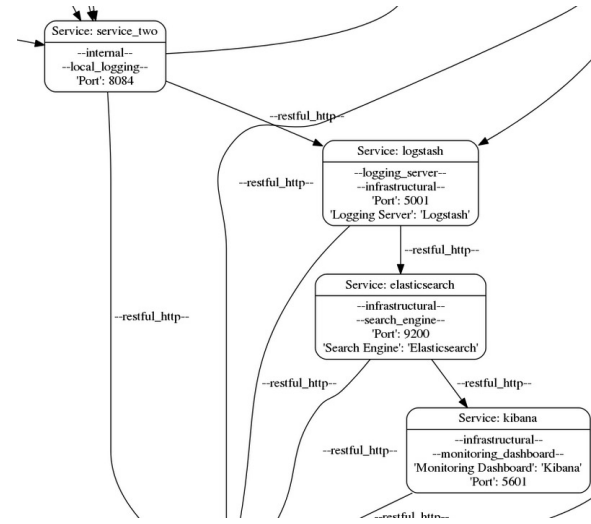 Service: service_two
--internal--
--local_logging--
'Port': 8084
--restful_http--
Service: logstash
--logging_server--
--infrastructural--
'Port': 5001
'Logging Server': 'Logstash'
--restful_http--
--restful_http--
Service: elasticsearch
--infrastructural--
--search_engine--
'Port': 9200
'Search Engine': 'Elasticsearch'
--restful_http--
--restful_http--
--restful_http--
Service: kibana
--infrastructural--
--monitoring_dashboard--
'Monitoring Dashboard': 'Kibana'
'Port': 5601
--restful_http--
--restful_http--